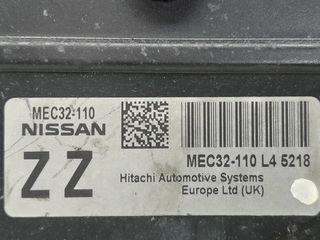 MEC32-110
NISSAN
ZZ
MEC32-110 L4 5218
Hitachi Automotive Systems
Europe Ltd (UK)